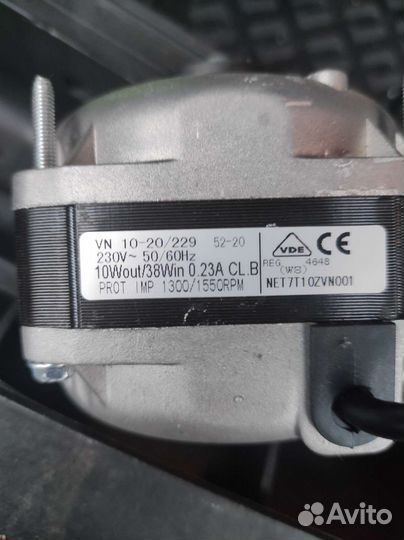 VN 10-20/229 52-20
230V~ 50/60Hz
10Wout/38Win 0.23A CL.B
PROT IMP 1300/1550RPM
VDE CE
REG. 4648
(WS)
NET7T10ZVN001
Avito